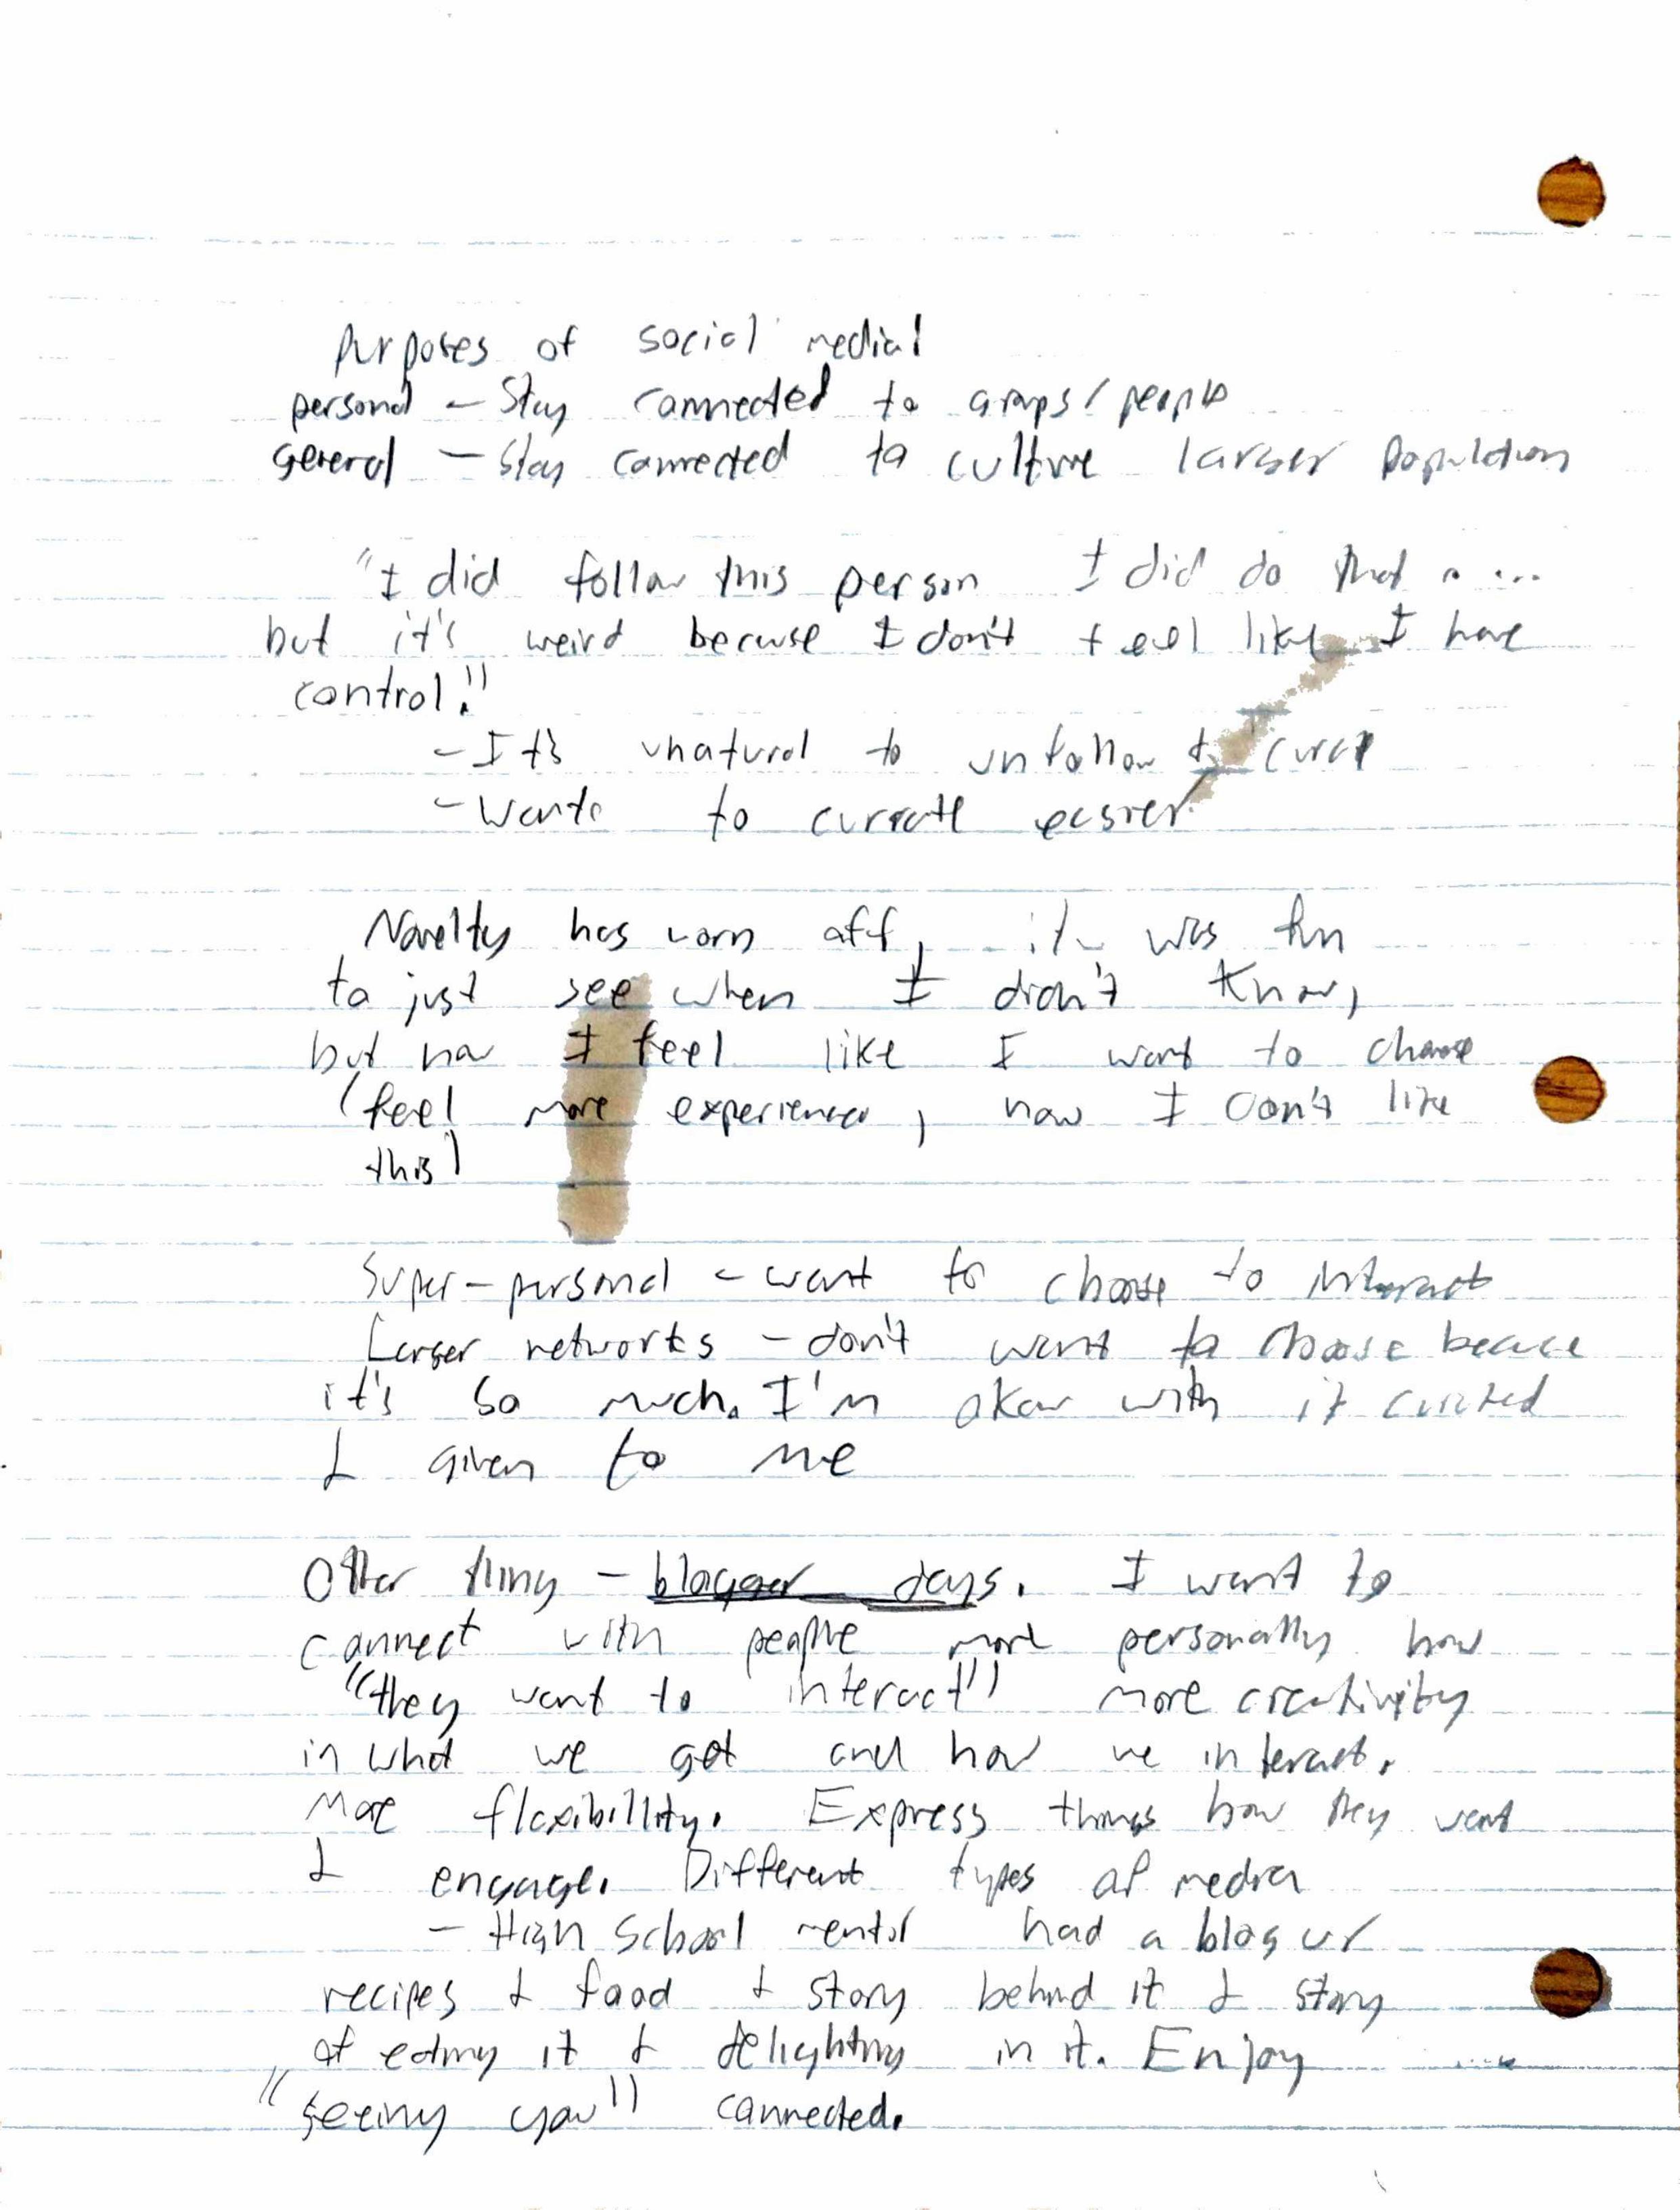 Purposes of social media!
personal - Stay connected to groups / people
General - Stay connected to culture larger population
"I did follow this person I did do that ...
but it's weird because I don't feel like I have
control."
- It's unatural to unfollow &
- Wants to currate easier
Novelty has worn off, it was fun
to just see when I didn't know,
but now I feel like I want to choose
(feel more experienced, now I don't like
this)
Super-personal - want to choose to interact
Larger networks - don't want to choose because
it's so much. I'm okay with it curated
& given to me
Other thing - blogger days. I want to
connect with people more personally how
"they want to interact" more creativity
in what we get and how we interact.
More flexibillity. Express things how they want
& engage. Different types of media
- High School mentor had a blog w/
recipes & food & story behind it & story
of eating it & delighting in it. Enjoy
"seeing you" connected.